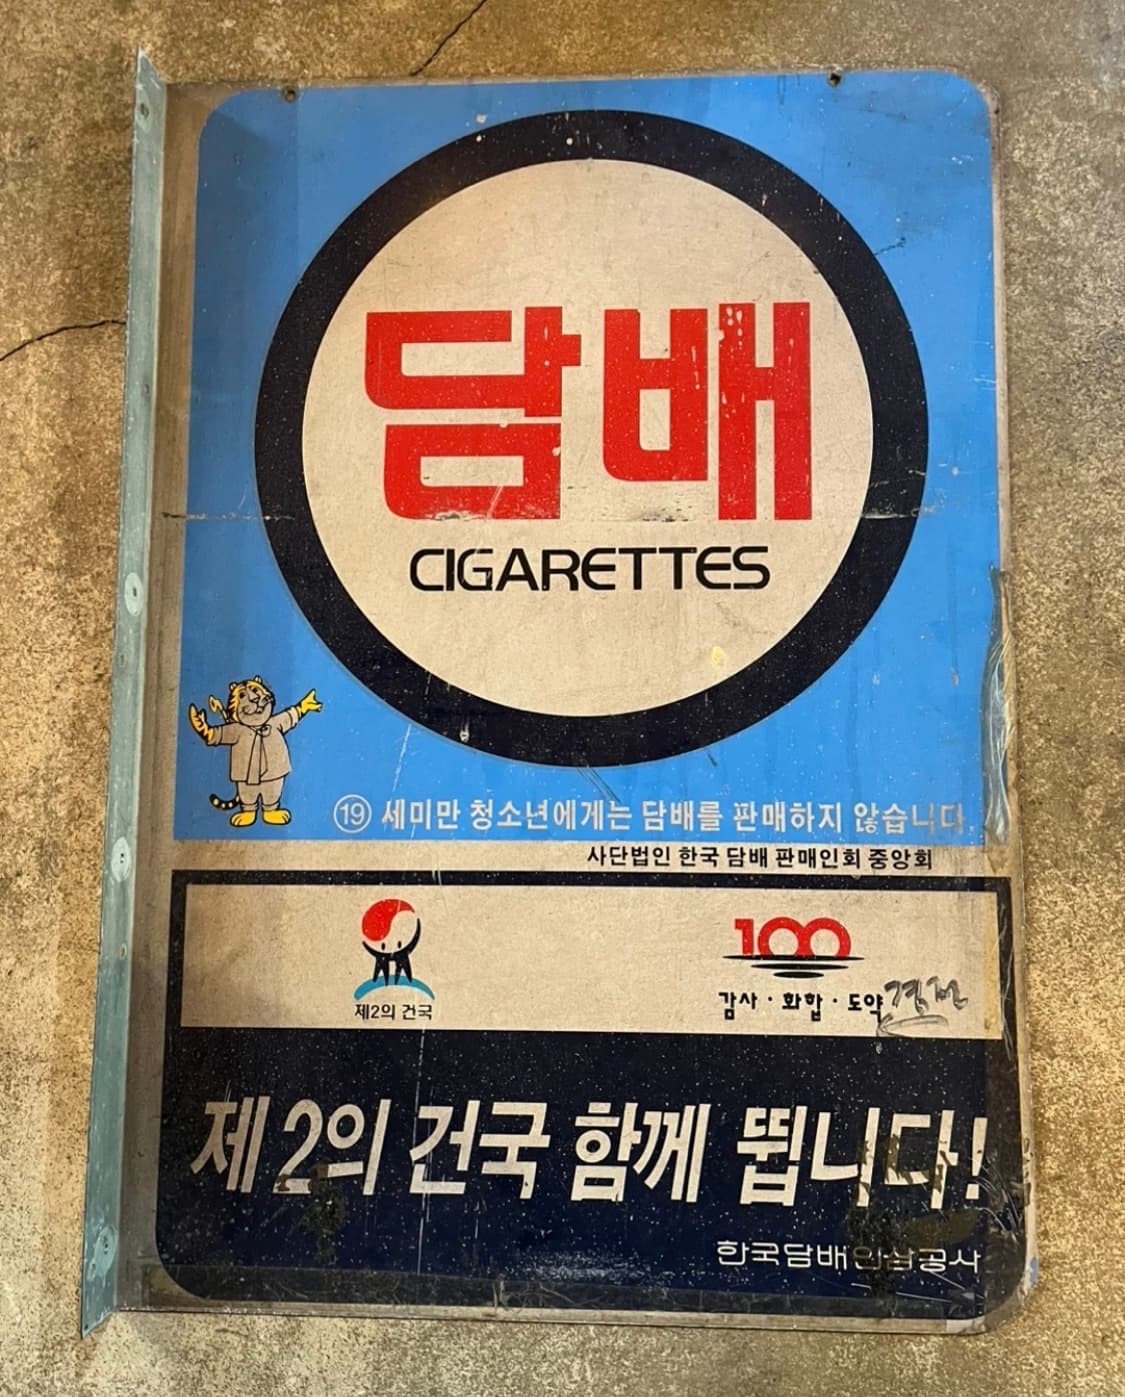 담배
CIGARETTES
⑲ 세미만 청소년에게는 담배를 판매하지 않습니다
사단법인 한국 담배 판매인회 중앙회
제2의 건국
100
감사·화합·도약
제2의 건국 함께 뜁니다!
한국담배인삼공사